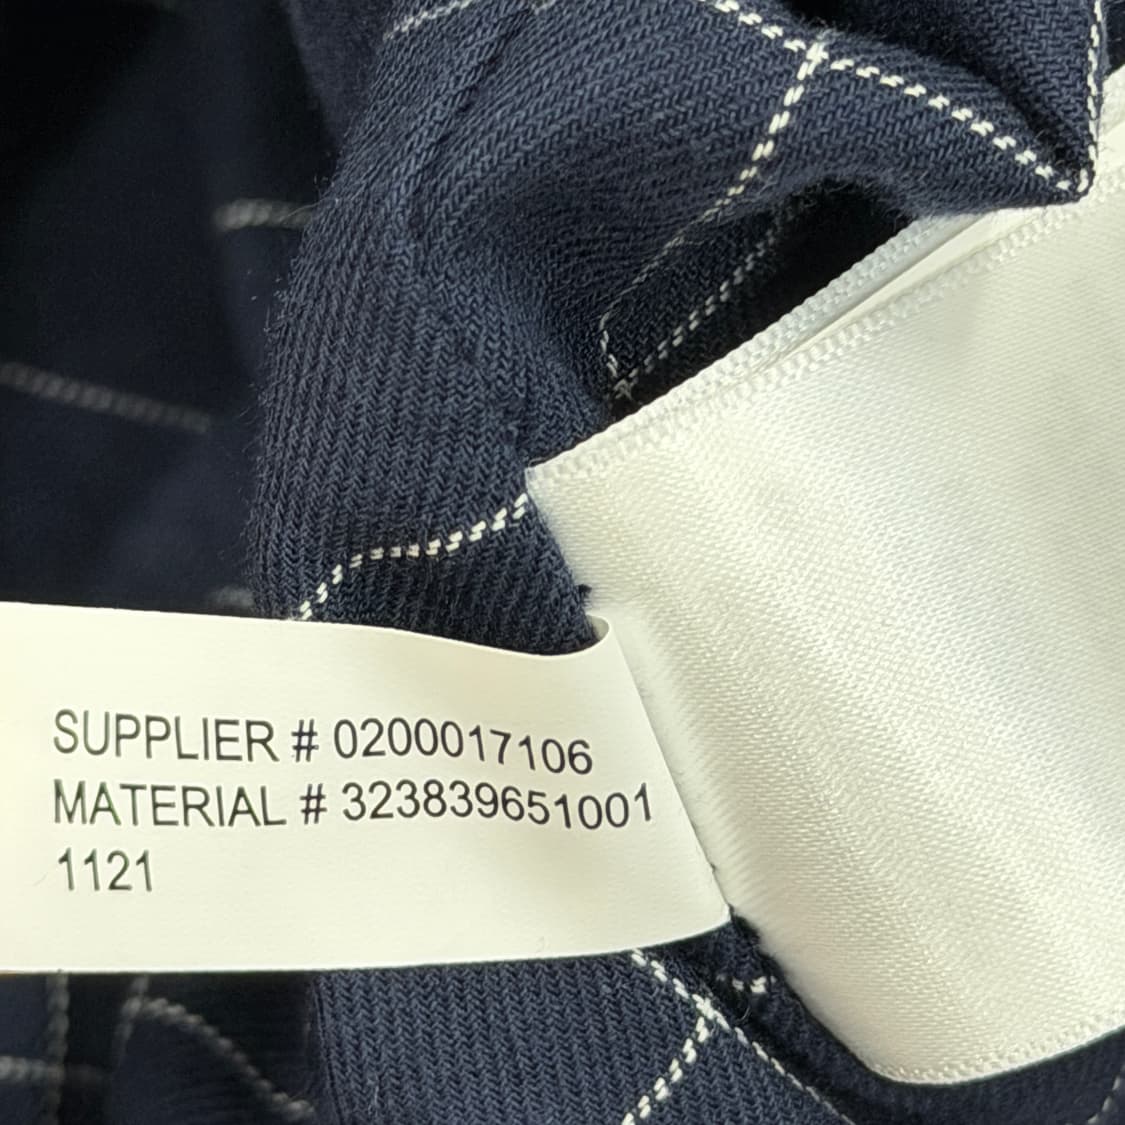 SUPPLIER # 0200017106
MATERIAL # 323839651001
1121